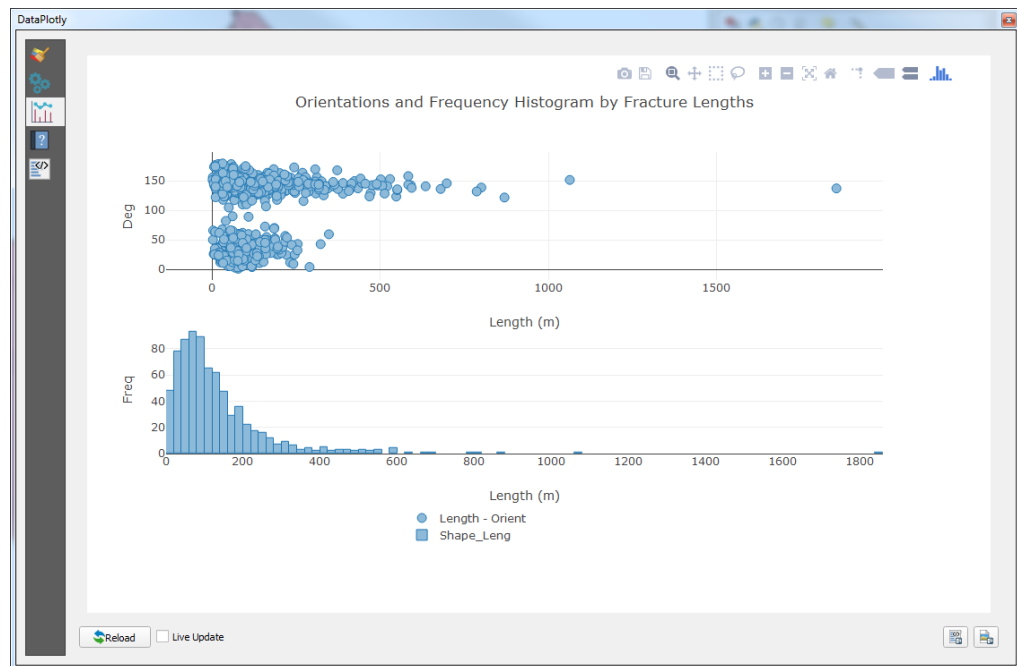 DataPlotly
Orientations and Frequency Histogram by Fracture Lengths
150
100
50
0
Deg
0 500 1000 1500
Length (m)
80
60
40
20
0
Freq
0 200 400 600 800 1000 1200 1400 1600 1800
Length (m)
Length - Orient
Shape_Leng
Reload Live Update